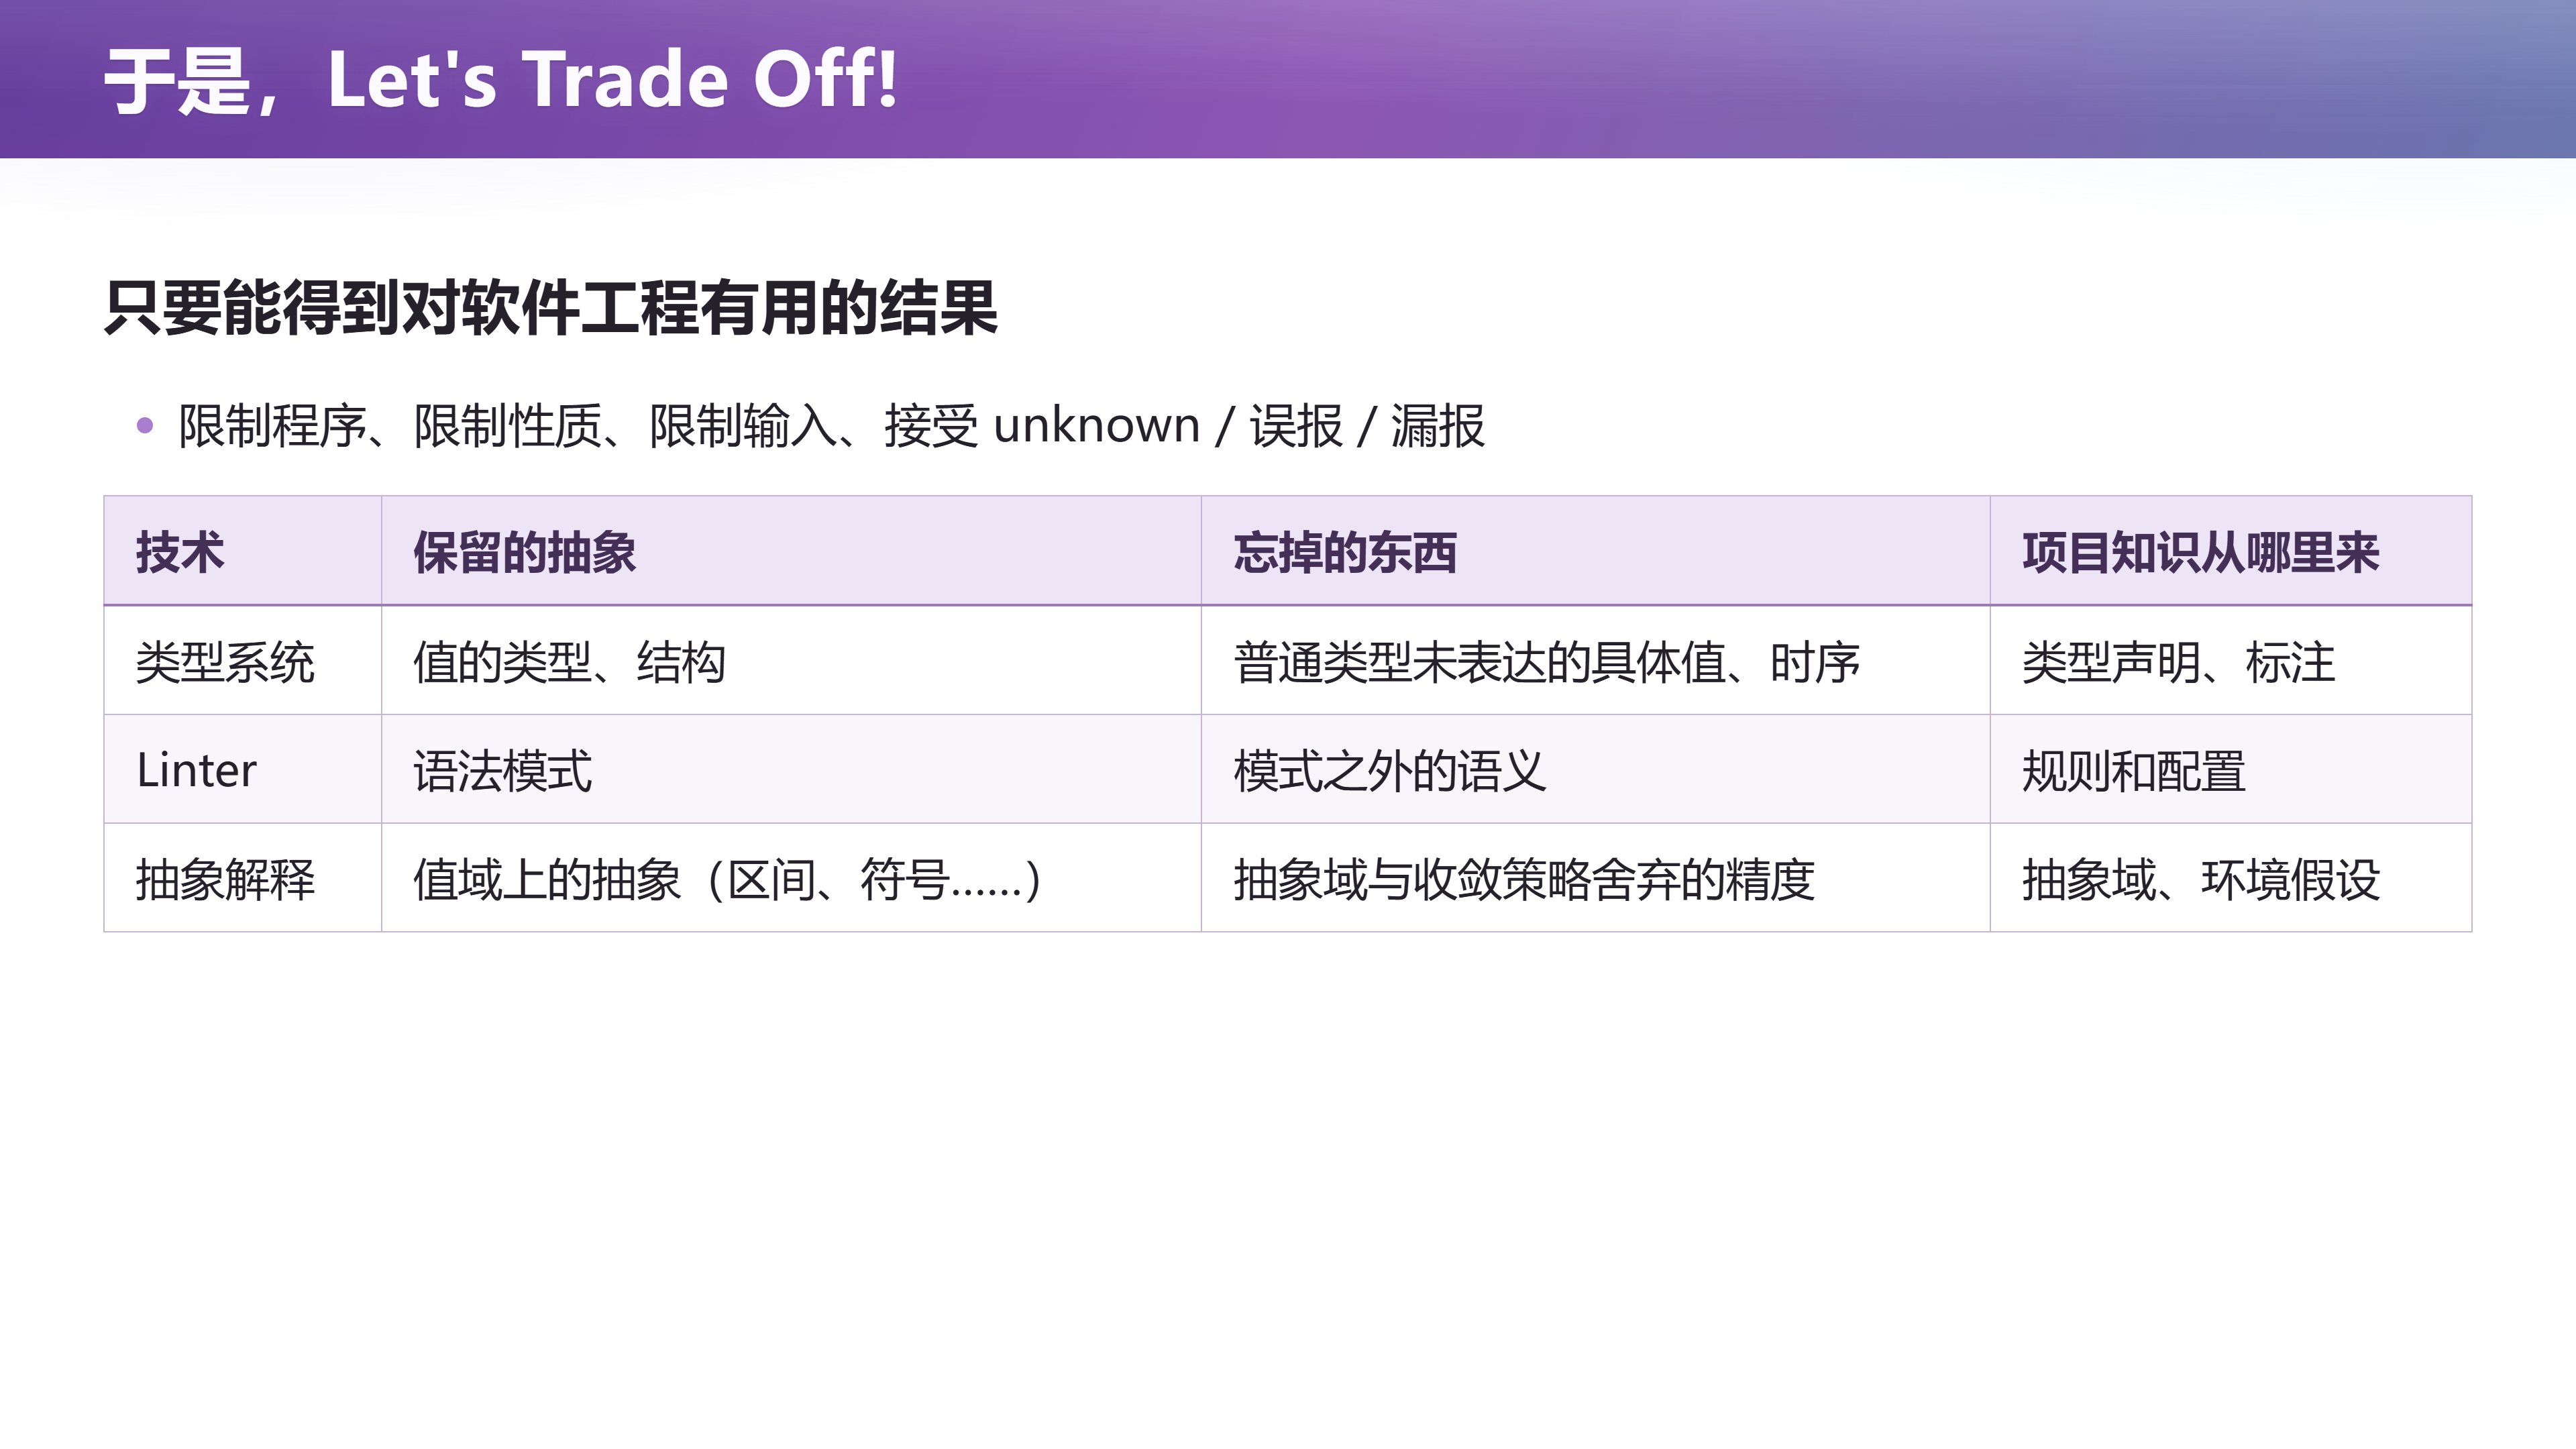 于是，Let's Trade Off!
只要能得到对软件工程有用的结果
• 限制程序、限制性质、限制输入、接受 unknown / 误报 / 漏报
技术 保留的抽象 忘掉的东西 项目知识从哪里来
类型系统 值的类型、结构 普通类型未表达的具体值、时序 类型声明、标注
Linter 语法模式 模式之外的语义 规则和配置
抽象解释 值域上的抽象（区间、符号……） 抽象域与收敛策略舍弃的精度 抽象域、环境假设